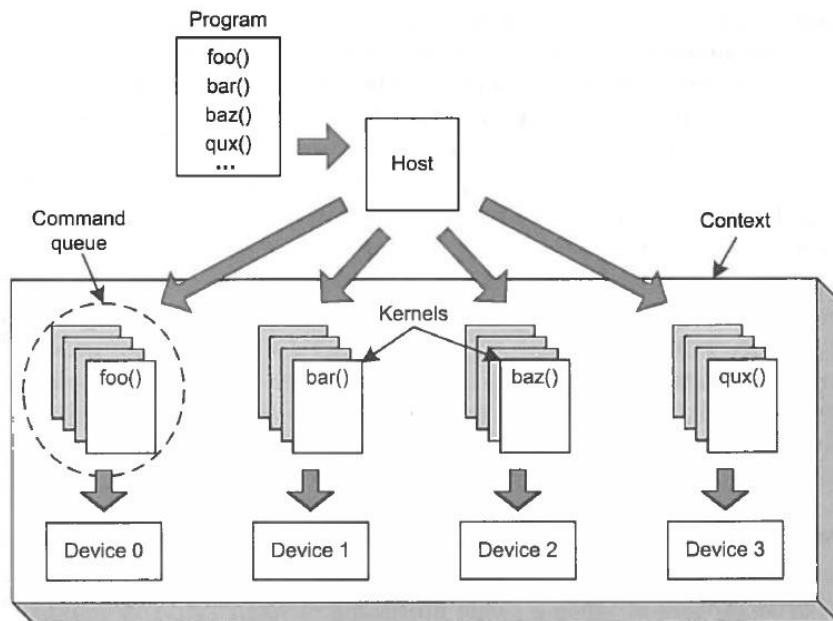 Program
foo()
bar()
baz()
qux()
...
Host
Command
queue
Context
Kernels
foo()
bar()
baz()
qux()
Device 0
Device 1
Device 2
Device 3